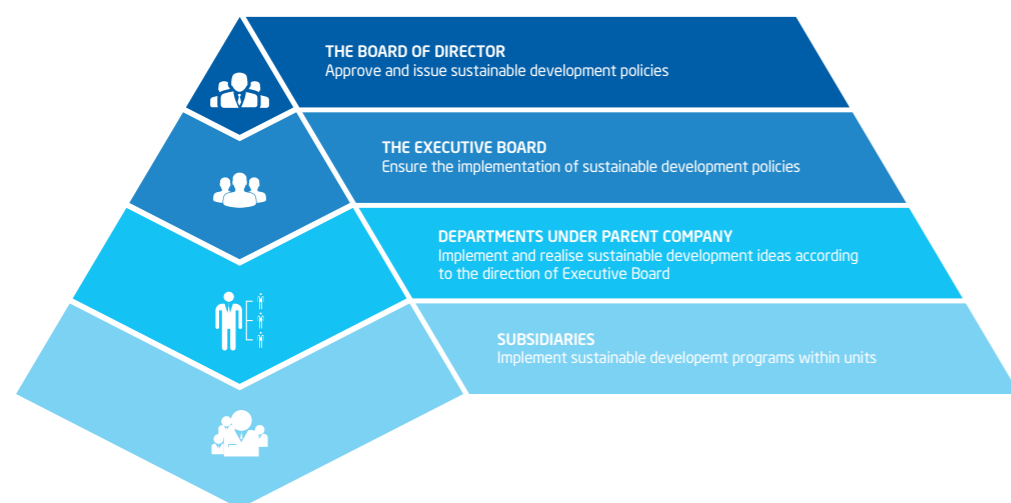 THE BOARD OF DIRECTOR
Approve and issue sustainable development policies
THE EXECUTIVE BOARD
Ensure the implementation of sustainable development policies
DEPARTMENTS UNDER PARENT COMPANY
Implement and realise sustainable development ideas according
to the direction of Executive Board
SUBSIDIARIES
Implement sustainable developemt programs within units